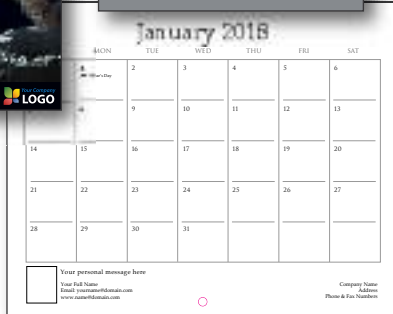 January 2018
MON TUE WED THU FRI SAT
2 3 4 5 6
9 10 11 12 13
Your Company
LOGO
14 15 16 17 18 19 20
21 22 23 24 25 26 27
28 29 30 31
Your personal message here
Your Full Name
Email: yourname@domain.com
www.name@domain.com
Company Name
Address
Phone & Fax Numbers